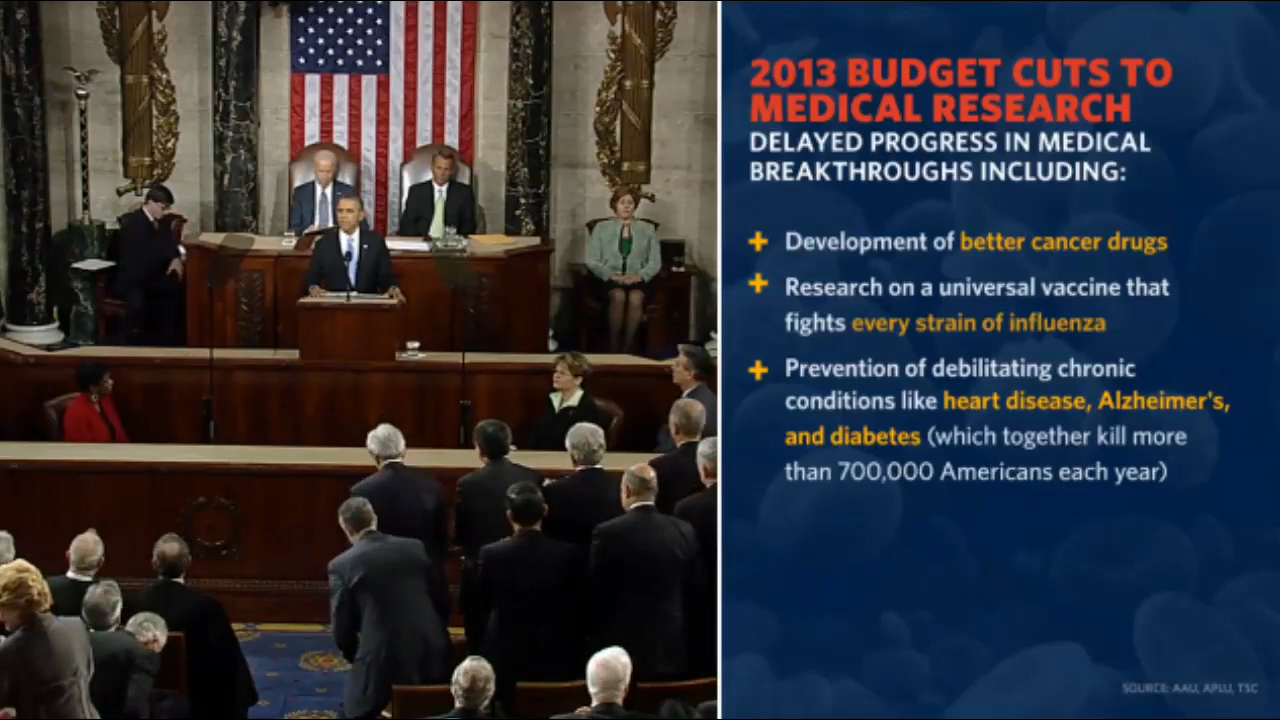 2013 BUDGET CUTS TO
MEDICAL RESEARCH
DELAYED PROGRESS IN MEDICAL
BREAKTHROUGHS INCLUDING:
+ Development of better cancer drugs
+ Research on a universal vaccine that
fights every strain of influenza
+ Prevention of debilitating chronic
conditions like heart disease, Alzheimer's,
and diabetes (which together kill more
than 700,000 Americans each year)
SOURCE: AAU, APLU, TSC